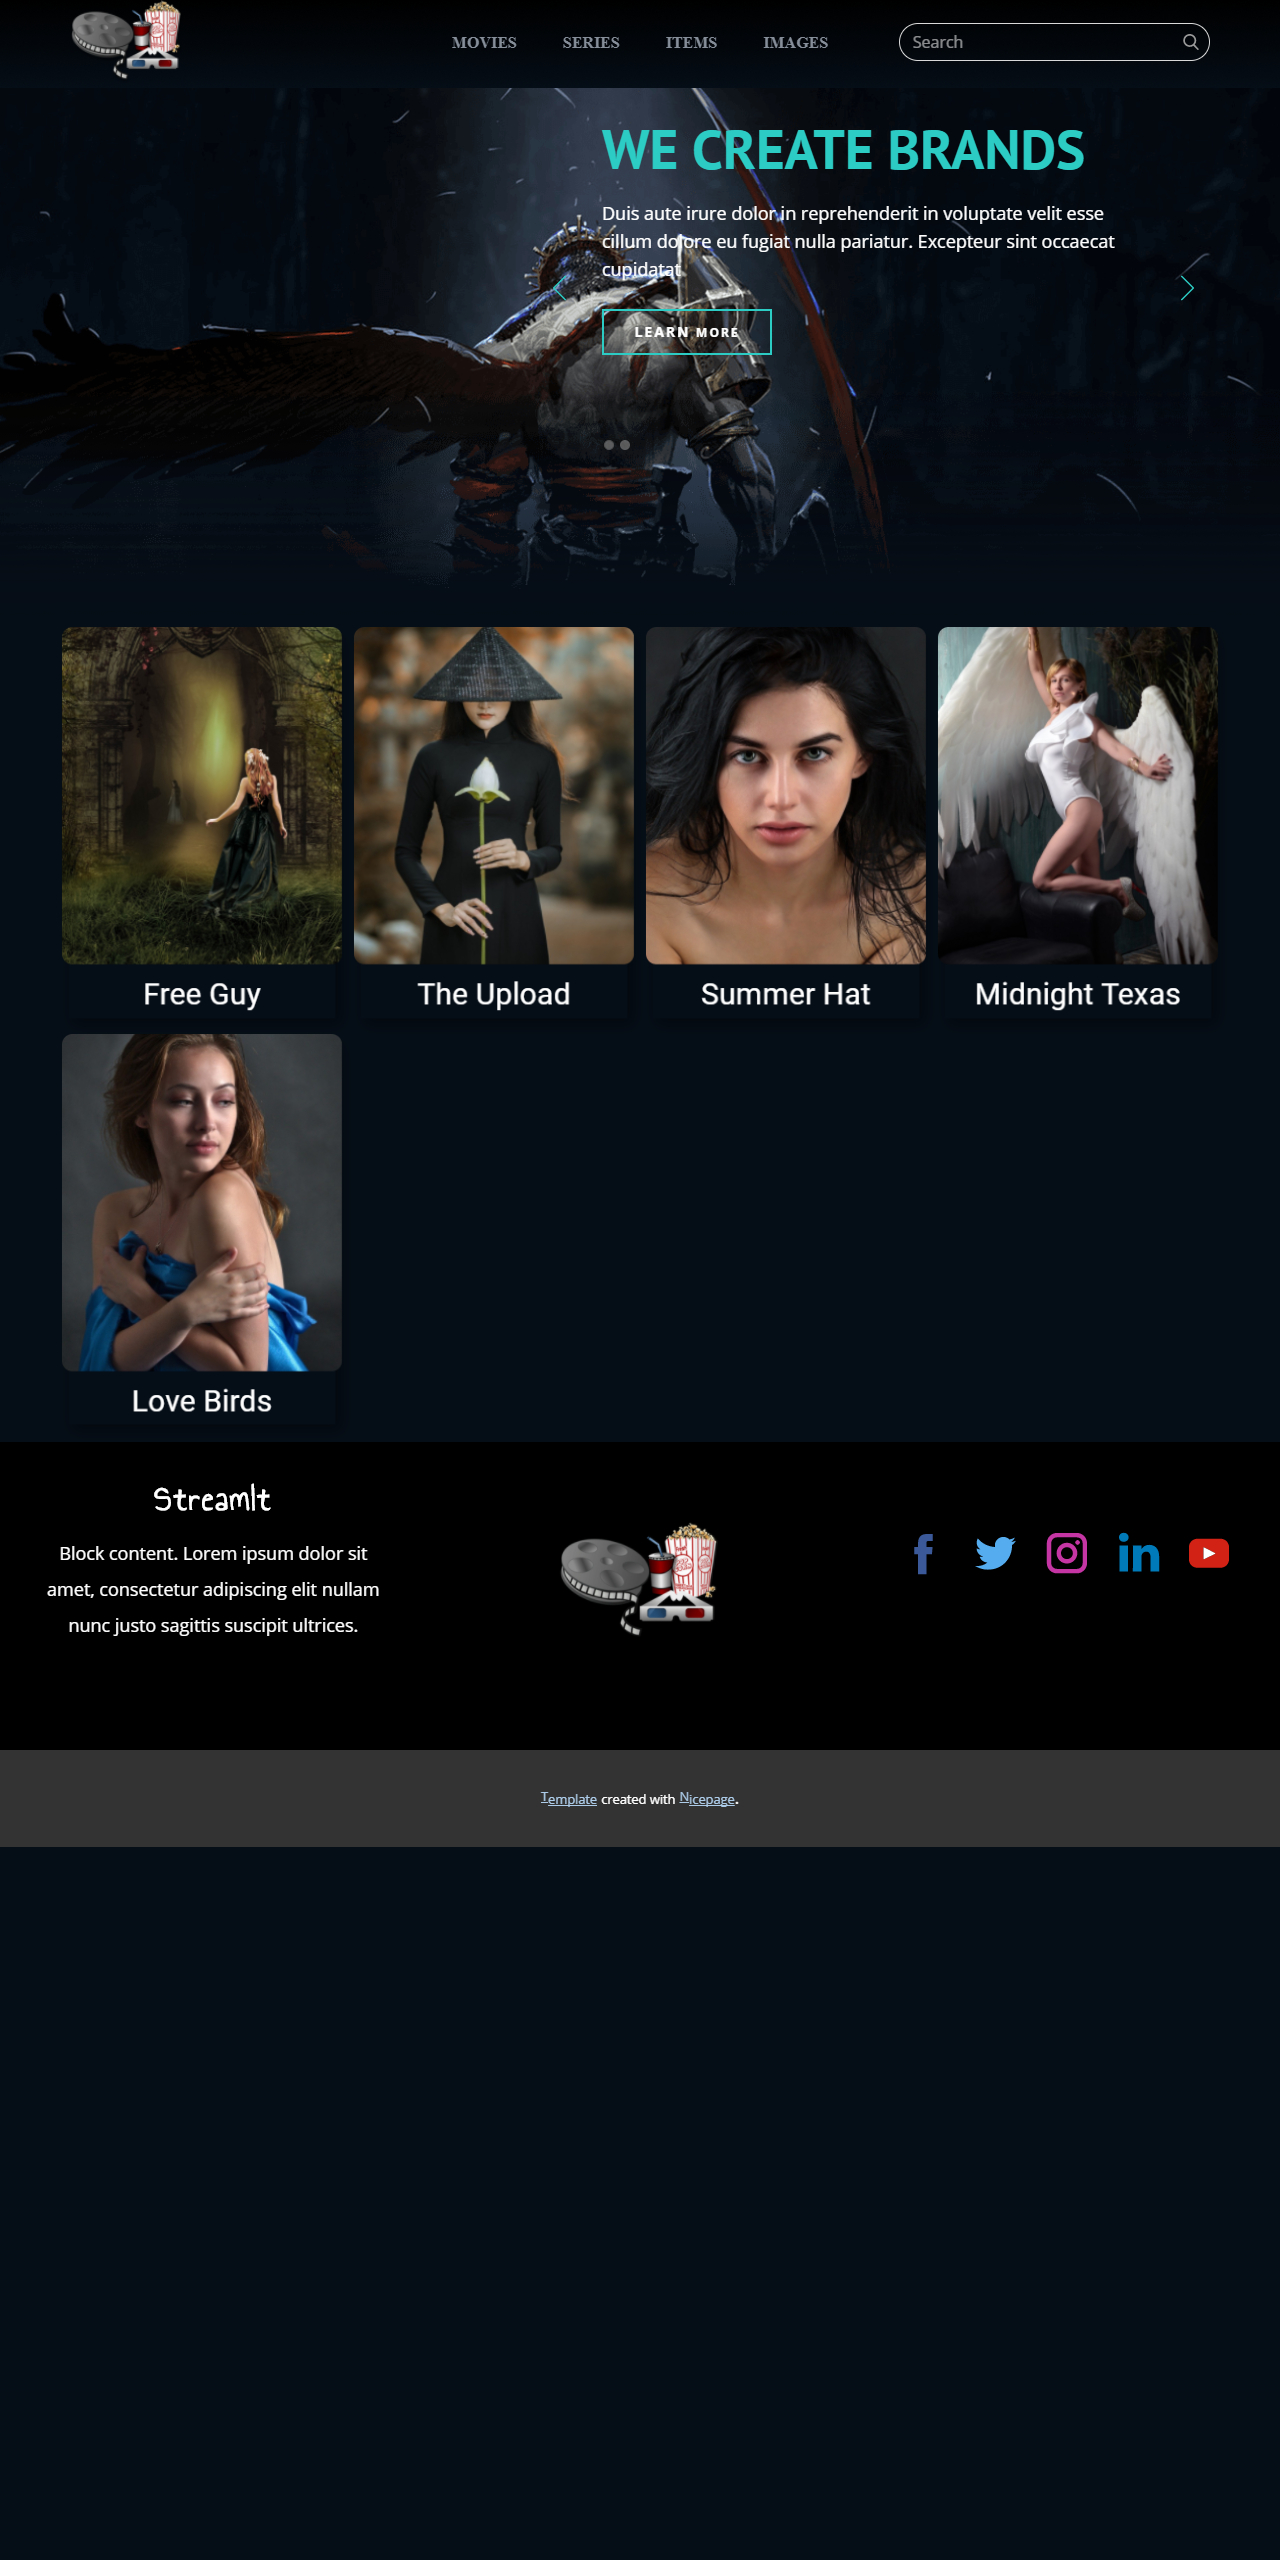 MOVIES SERIES ITEMS IMAGES Search
WE CREATE BRANDS
Duis aute irure dolor in reprehenderit in voluptate velit esse
cillum dolore eu fugiat nulla pariatur. Excepteur sint occaecat
cupidatat
LEARN MORE
Free Guy
The Upload
Summer Hat
Midnight Texas
Love Birds
StreamIt
Block content. Lorem ipsum dolor sit
amet, consectetur adipiscing elit nullam
nunc justo sagittis suscipit ultrices.
Template created with Nicepage.